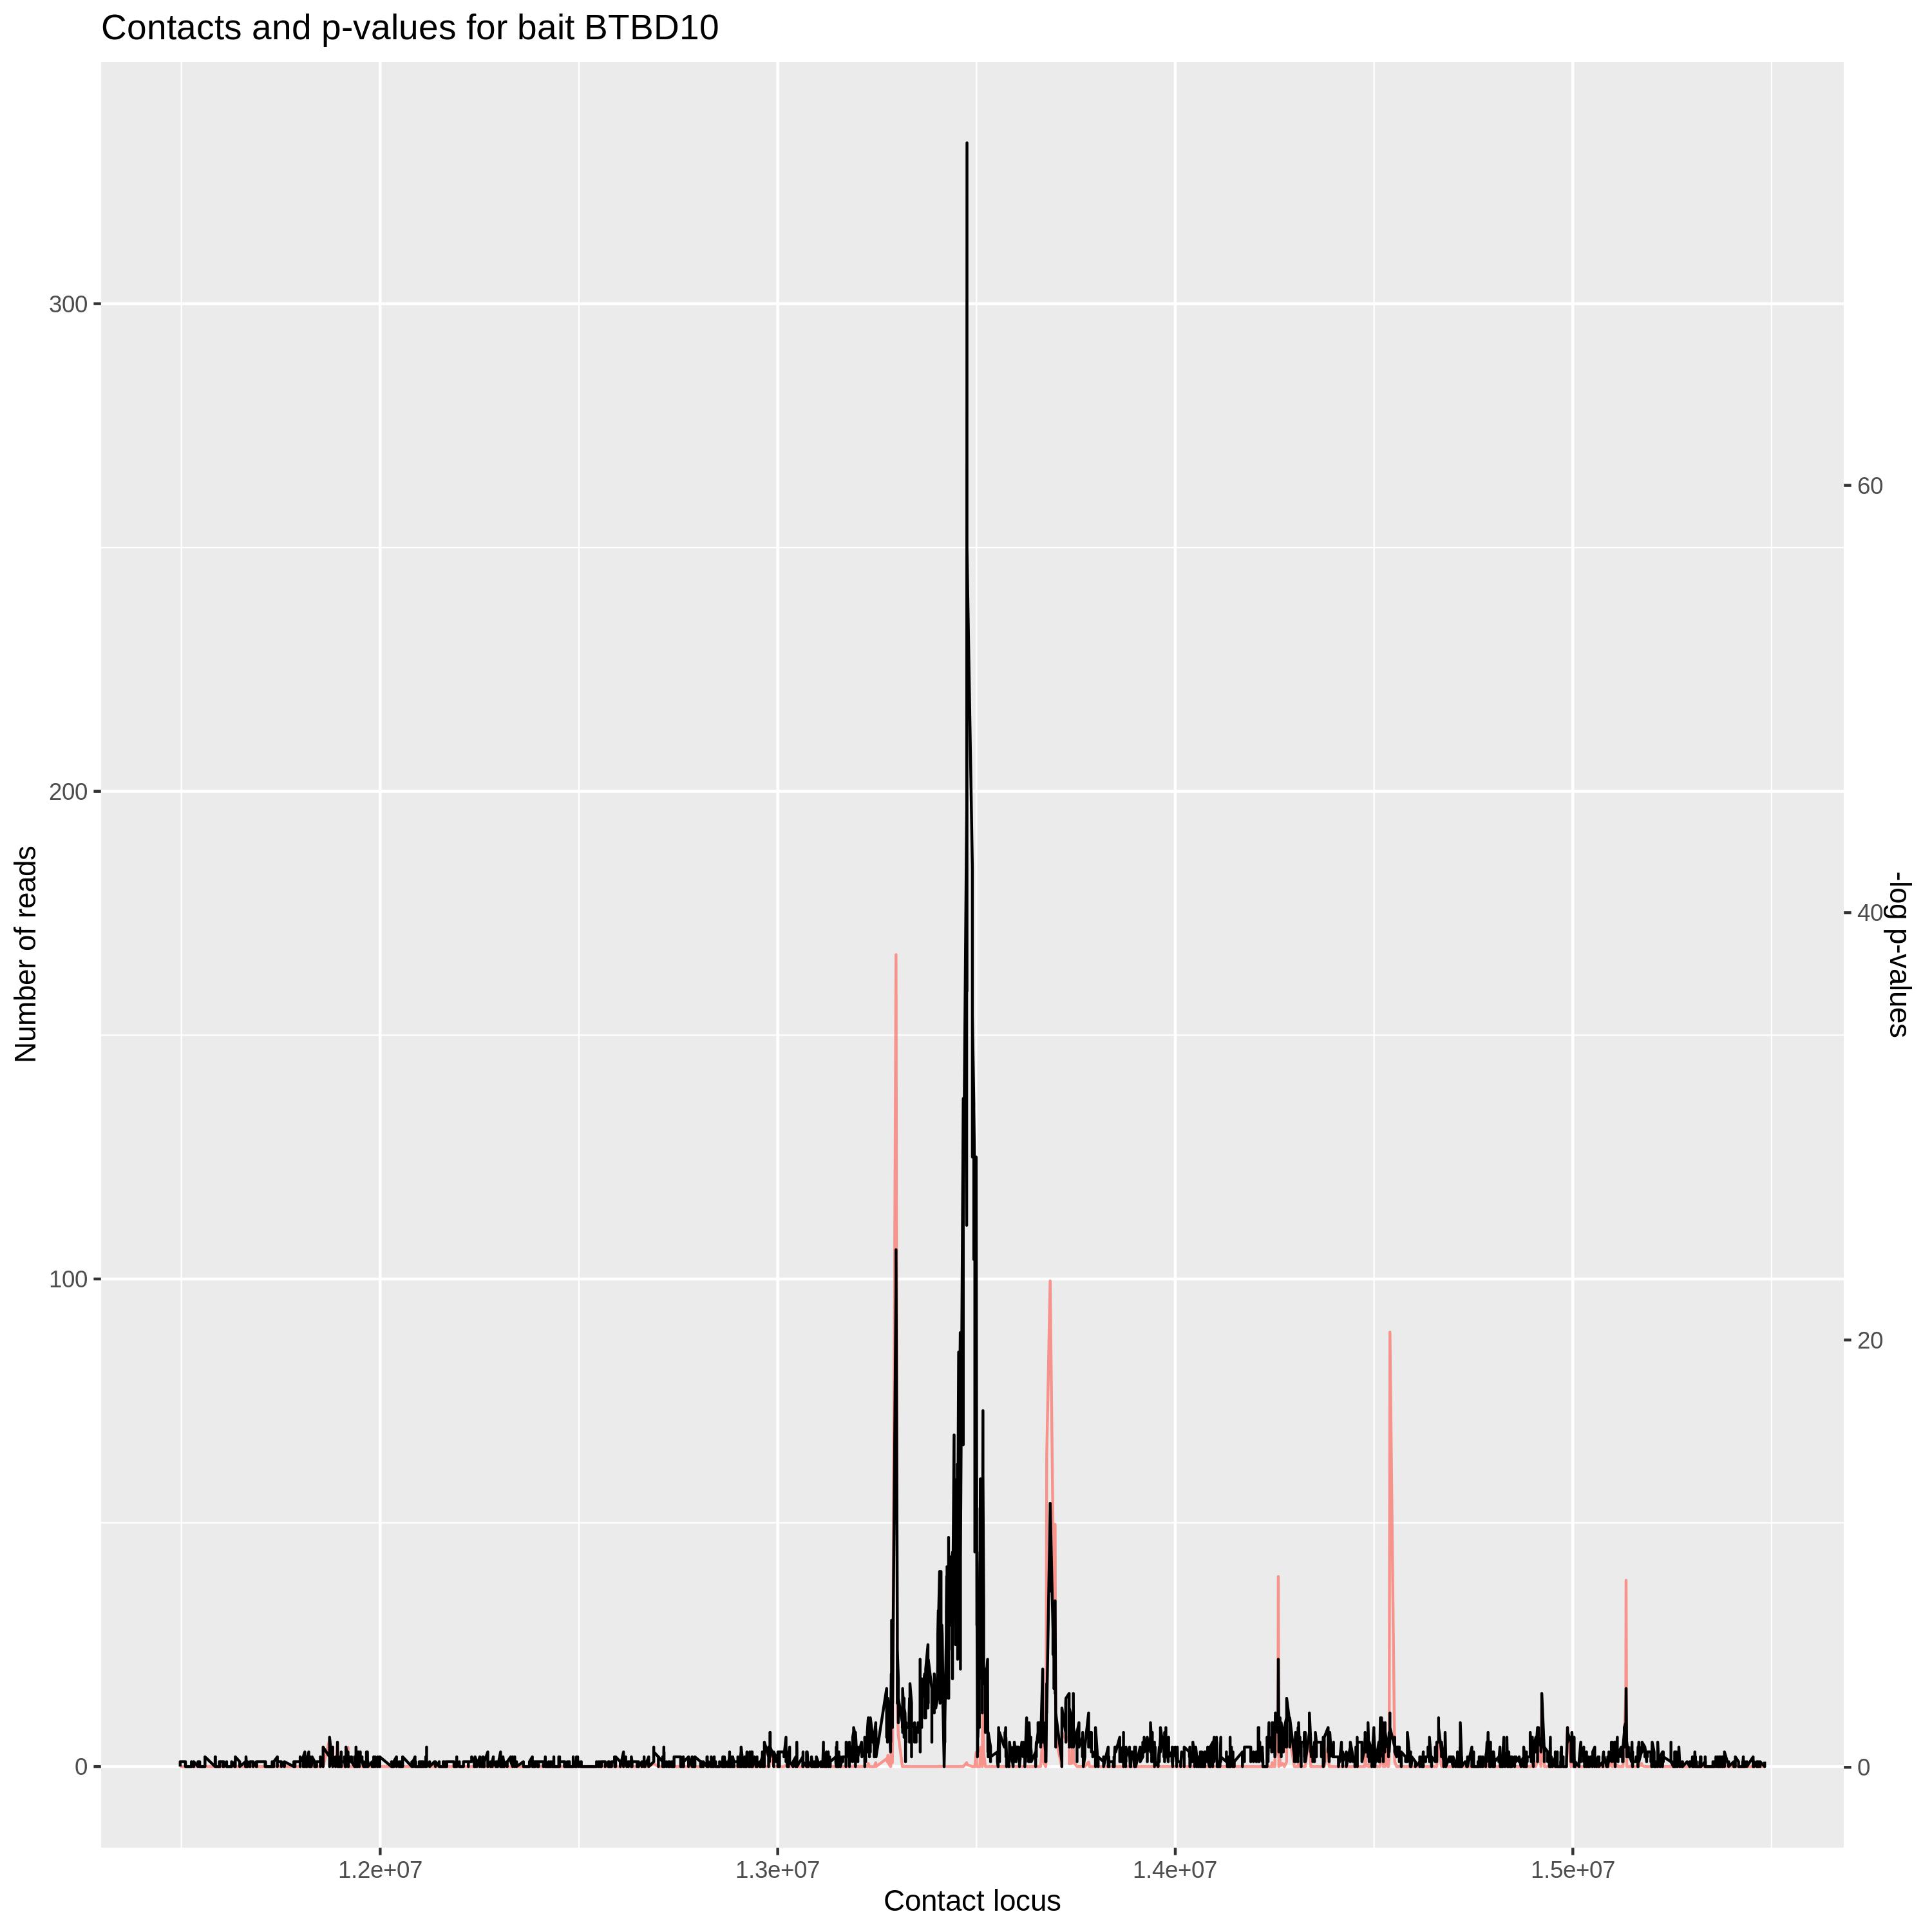 Contacts and p-values for bait BTBD10
300
200
100
0
Number of reads
60
40
20
0
-log p-values
1.2e+07
1.3e+07
1.4e+07
1.5e+07
Contact locus